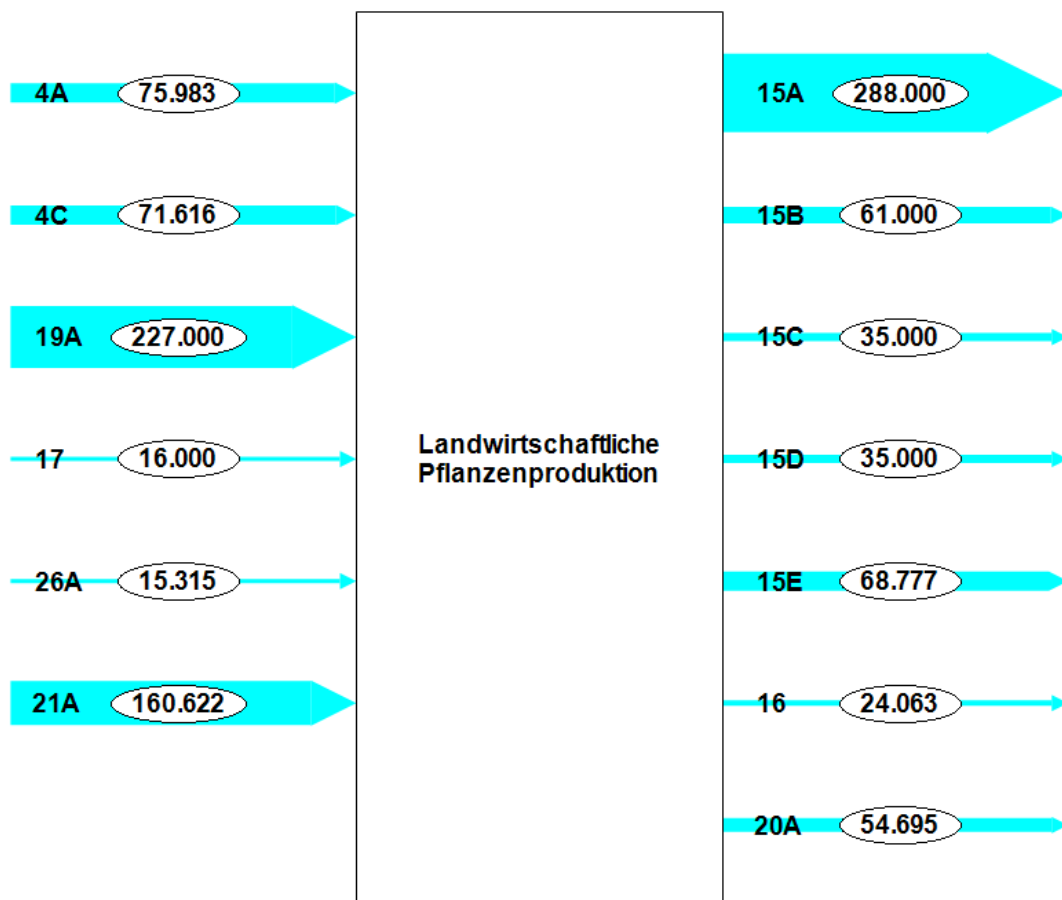 4A 75.983
4C 71.616
19A 227.000
17 16.000
26A 15.315
21A 160.622
Landwirtschaftliche
Pflanzenproduktion
15A 288.000
15B 61.000
15C 35.000
15D 35.000
15E 68.777
16 24.063
20A 54.695